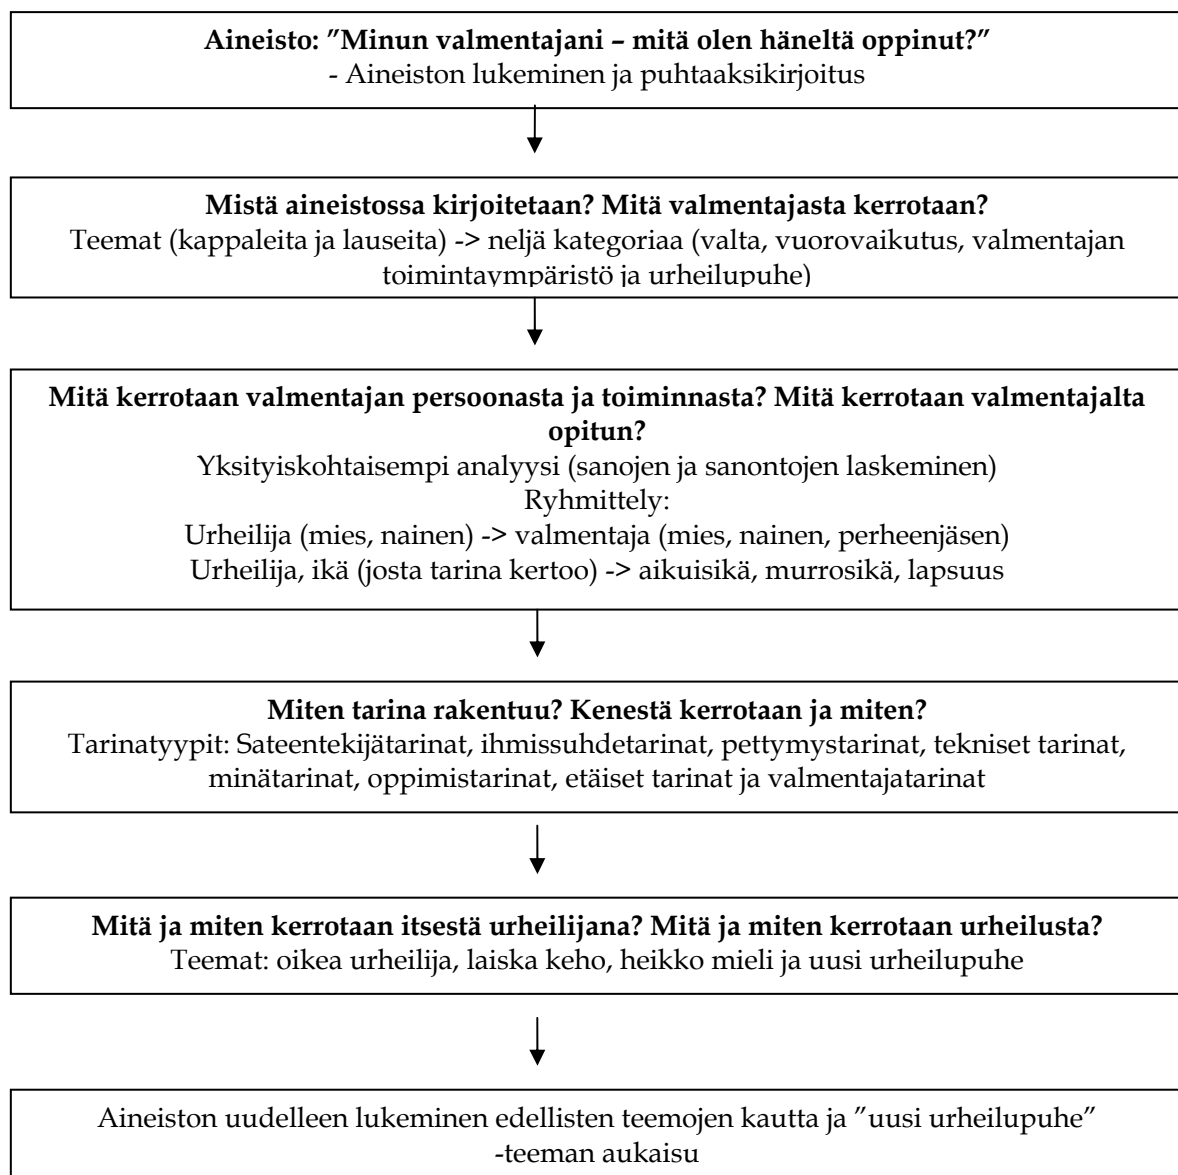 Aineisto: ”Minun valmentajani – mitä olen häneltä oppinut?”
- Aineiston lukeminen ja puhtaaksikirjoitus
Mistä aineistossa kirjoitetaan? Mitä valmentajasta kerrotaan?
Teemat (kappaleita ja lauseita) -> neljä kategoriaa (valta, vuorovaikutus, valmentajan
toimintaympäristö ja urheilupuhe)
Mitä kerrotaan valmentajan persoonasta ja toiminnasta? Mitä kerrotaan valmentajalta
opitun?
Yksityiskohtaisempi analyysi (sanojen ja sanontojen laskeminen)
Ryhmittely:
Urheilija (mies, nainen) -> valmentaja (mies, nainen, perheenjäsen)
Urheilija, ikä (josta tarina kertoo) -> aikuisikä, murrosikä, lapsuus
Miten tarina rakentuu? Kenestä kerrotaan ja miten?
Tarinatyypit: Sateentekijätarinat, ihmissuhdetarinat, pettymystarinat, tekniset tarinat,
minätarinat, oppimistarinat, etäiset tarinat ja valmentajatarinat
Mitä ja miten kerrotaan itsestä urheilijana? Mitä ja miten kerrotaan urheilusta?
Teemat: oikea urheilija, laiska keho, heikko mieli ja uusi urheilupuhe
Aineiston uudelleen lukeminen edellisten teemojen kautta ja ”uusi urheilupuhe”
-teeman aukaisu